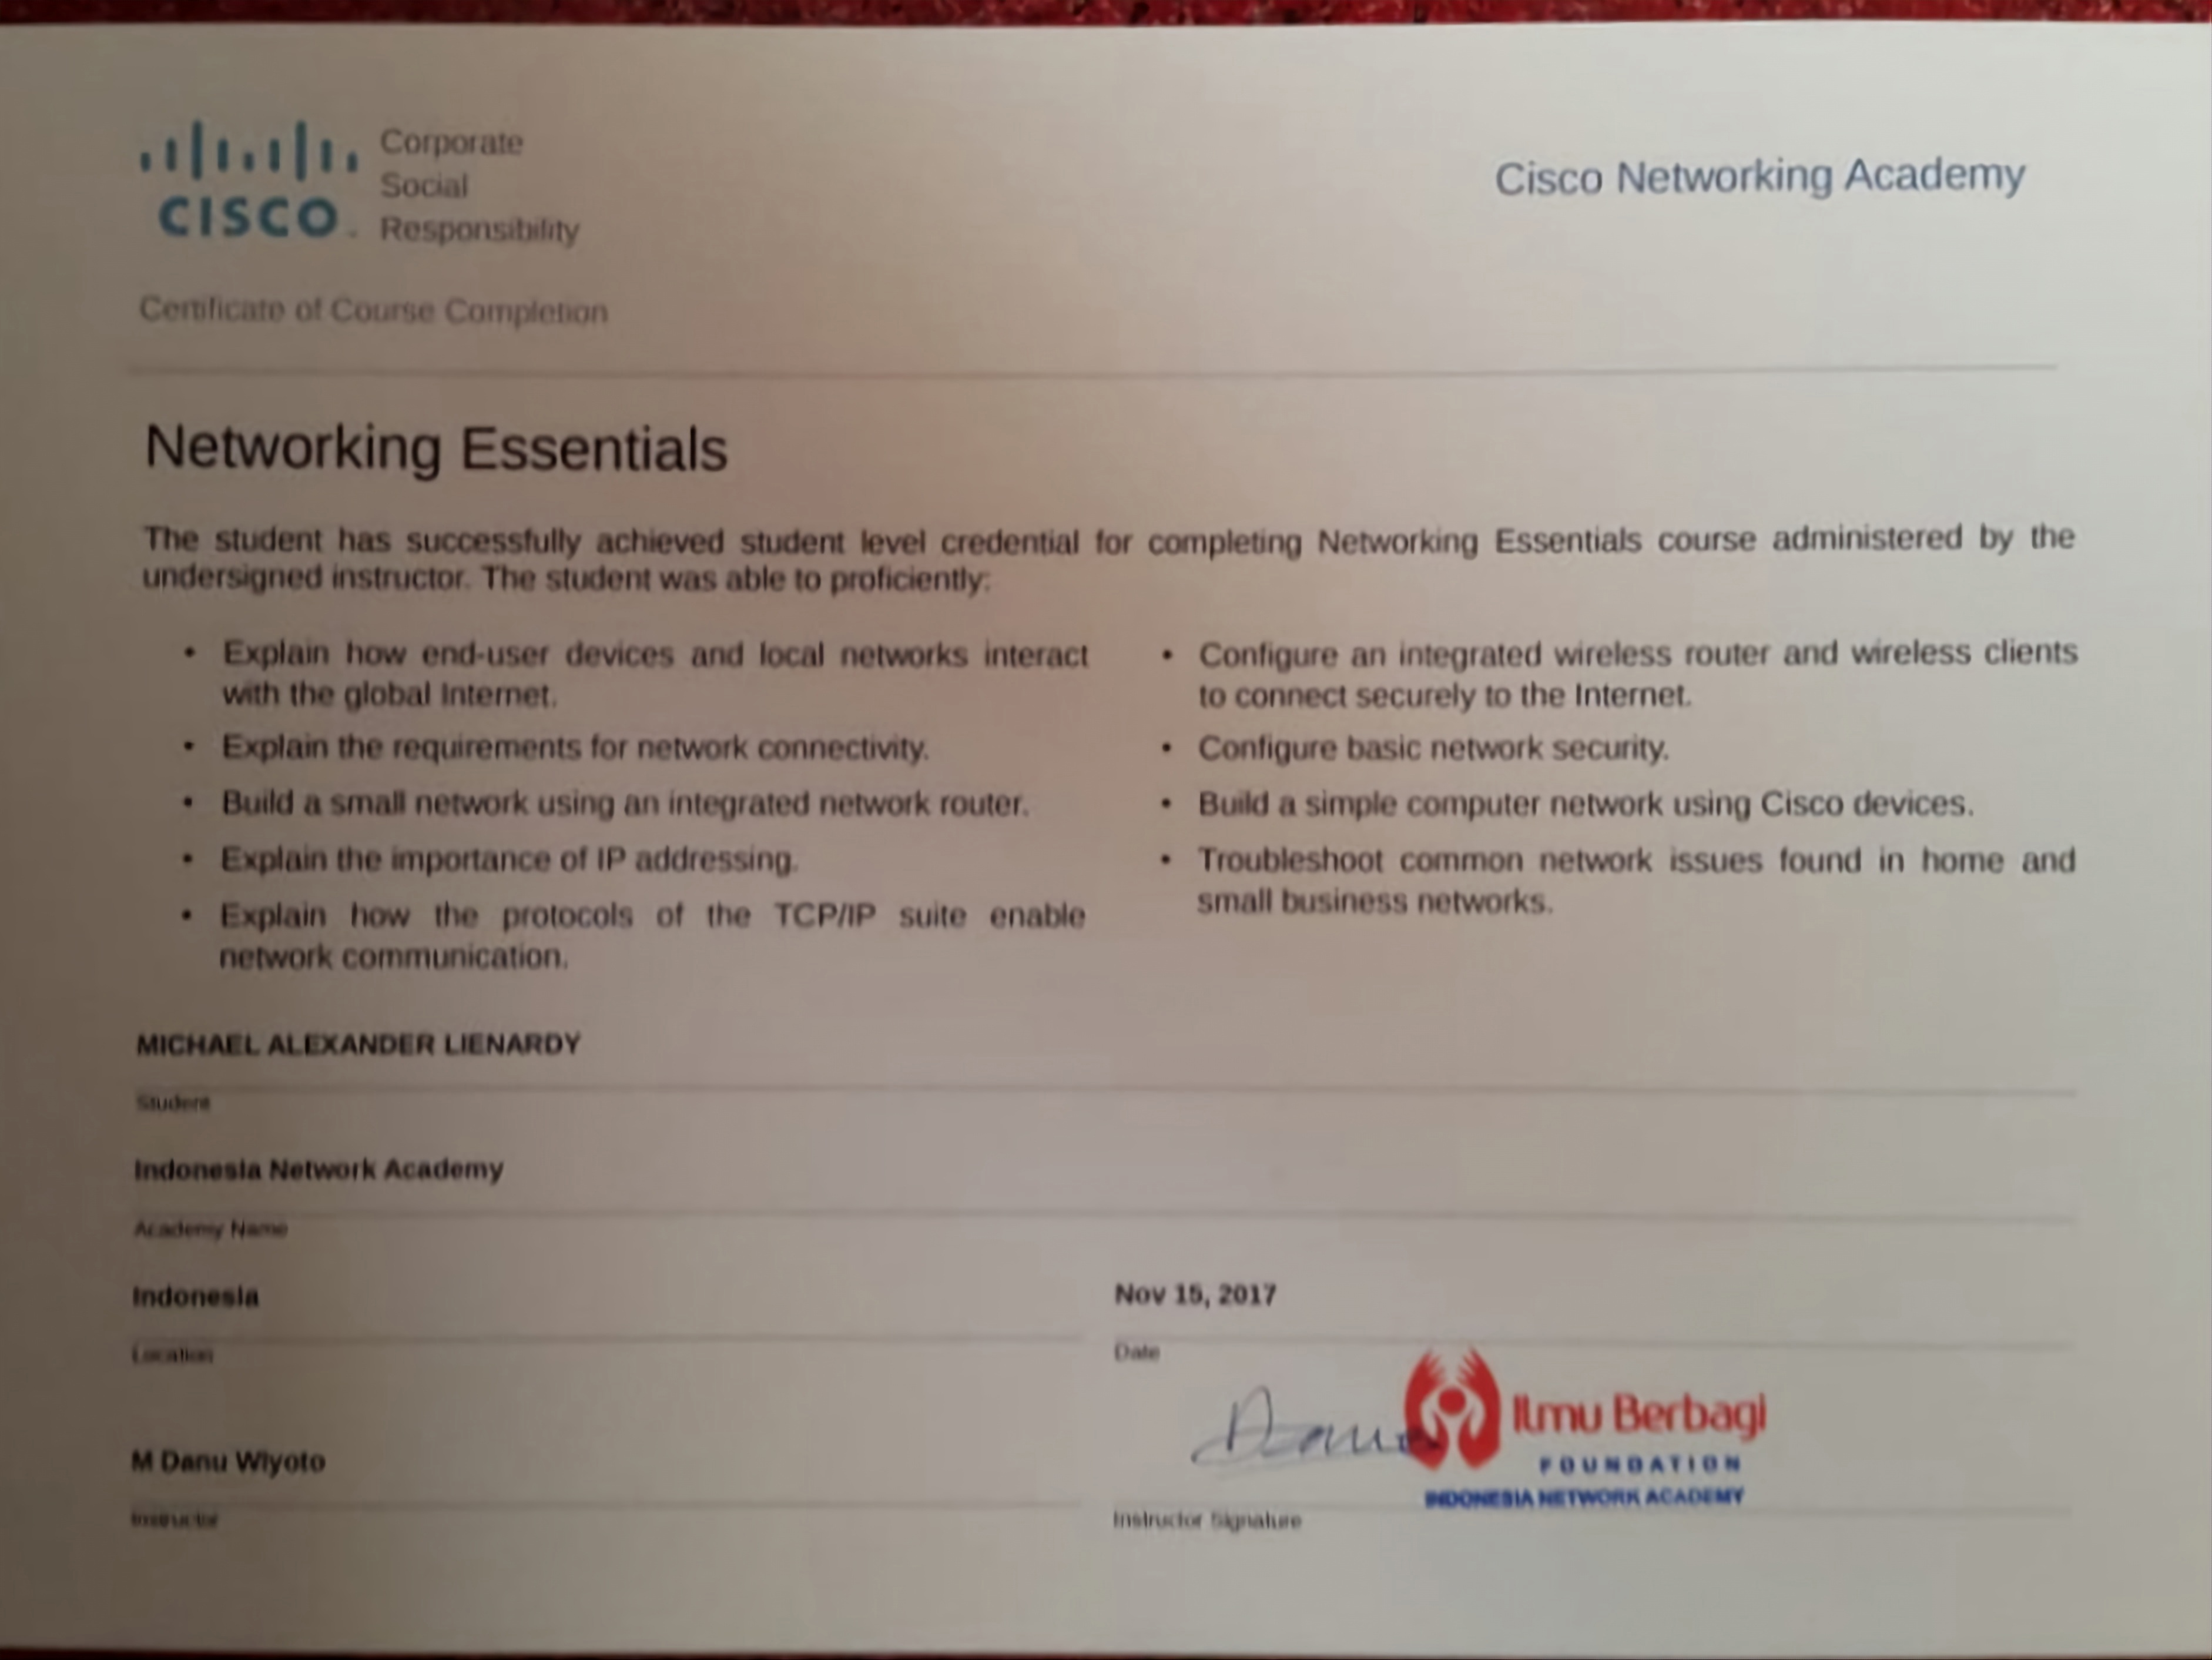 CISCO
Corporate
Social
Responsibility
Cisco Networking Academy
Certificate of Course Completion
Networking Essentials
The student has successfully achieved student level credential for completing Networking Essentials course administered by the
undersigned instructor. The student was able to proficiently:
• Explain how end-user devices and local networks interact
with the global Internet.
• Explain the requirements for network connectivity.
• Build a small network using an integrated network router.
• Explain the importance of IP addressing.
• Explain how the protocols of the TCP/IP suite enable
network communication.
• Configure an integrated wireless router and wireless clients
to connect securely to the Internet.
• Configure basic network security.
• Build a simple computer network using Cisco devices.
• Troubleshoot common network issues found in home and
small business networks.
MICHAEL ALEXANDER LIENARDY
Student
Indonesia Network Academy
Academy Name
Indonesia
Location
Nov 15, 2017
Date
M Danu Wiyoto
Instructor
Danu
Ilmu Berbagi
FOUNDATION
INDONESIA NETWORK ACADEMY
Instructor Signature